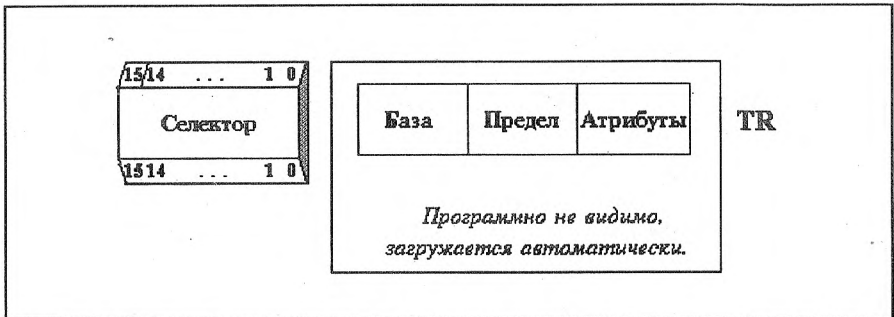 15 14 ... 1 0
Селектор
15 14 ... 1 0
База Предел Атрибуты
TR
Программно не видимо,
загружается автоматически.